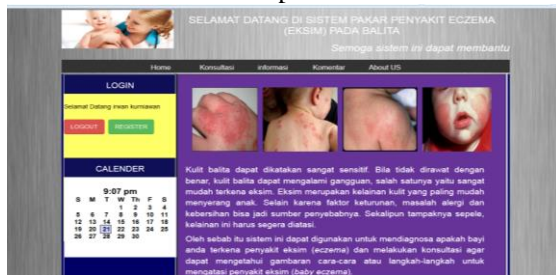 SELAMAT DATANG DI SISTEM PAKAR PENYAKIT ECZEMA
(EKSIM) PADA BALITA
Semoga sistem ini dapat membantu
Home Konsultasi informasi Komentar About US
LOGIN
Selamat Datang irwan kurniawan
LOGOUT REGISTER
CALENDER
9:07 pm
S M T W Th F S
1 2 3 4
5 6 7 8 9 10 11
12 13 14 15 16 17 18
19 20 21 22 23 24 25
26 27 28 29 30
Kulit balita dapat dikatakan sangat sensitif. Bila tidak dirawat dengan
benar, kulit balita dapat mengalami gangguan, salah satunya yaitu sangat
mudah terkena eksim. Eksim merupakan kelainan kulit yang paling mudah
menyerang anak. Selain karena faktor keturunan, masalah alergi dan
kebersihan bisa jadi sumber penyebabnya. Sekalipun tampaknya sepele,
kelainan ini harus segera diatasi.
Oleh sebab itu sistem ini dapat digunakan untuk mendiagnosa apakah bayi
anda terkena penyakit eksim (eczema) dan melakukan konsultasi agar
dapat mengetahui gambaran cara-cara atau langkah-langkah untuk
mengatasi penyakit eksim (baby eczema).